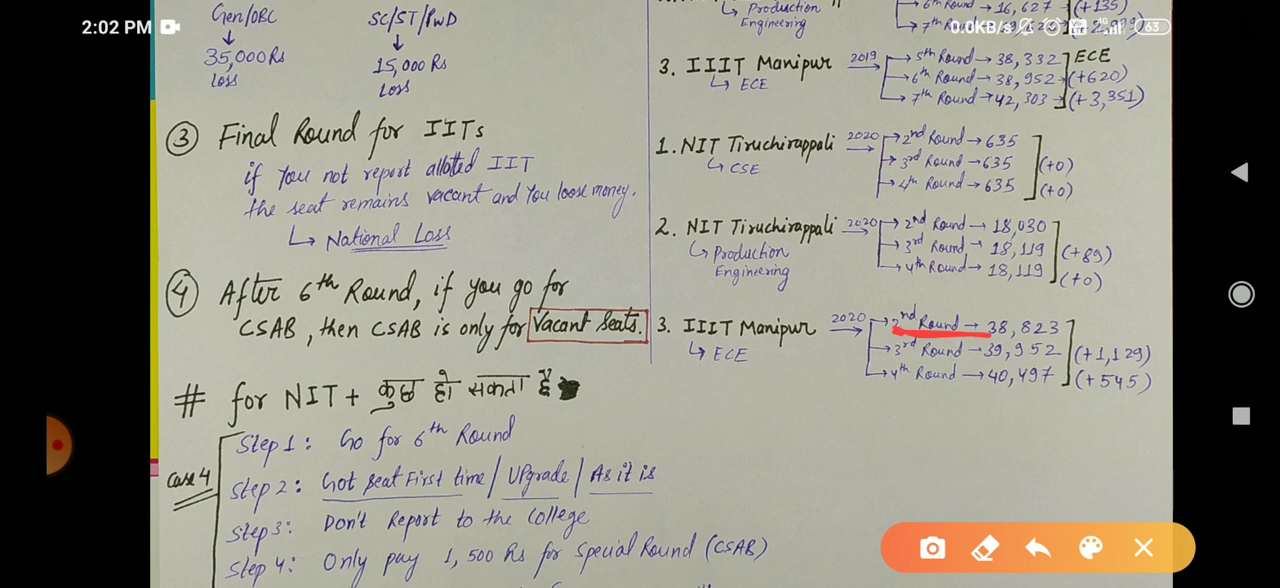 2:02 PM
0.0KB/s
63
Gen/OBC
35,000 Rs
Loss
SC/ST/PwD
15,000 Rs
Loss
③ Final Round for IITs
if You not report allotted IIT
the seat remains vacant and You loose money.
↳ National Loss
④ After 6th Round, if you go for
CSAB, then CSAB is only for Vacant Seats.
# for NIT+ कुछ हो सकता है
Case 4
Step 1: Go for 6th Round
Step 2: Got Seat First time / Upgrade / As it is
Step 3: Don't Report to the College
Step 4: Only pay 1,500 Rs for Special Round (CSAB)
↳ Production
Engineering
6th Round → 16,627 → (+135)
7th Round
3. IIIT Manipur 2019
↳ ECE
5th Round → 38,332 ECE
6th Round → 38,952 → (+620)
7th Round → 42,303 → (+3,351)
1. NIT Tiruchirappali 2020
↳ CSE
2nd Round → 635
3rd Round → 635 (+0)
4th Round → 635 (+0)
2. NIT Tiruchirappali 2020
↳ Production
Engineering
2nd Round → 18,030
3rd Round → 18,119 (+89)
4th Round → 18,119 (+0)
3. IIIT Manipur 2020
↳ ECE
2nd Round → 38,823
3rd Round → 39,952 (+1,129)
4th Round → 40,497 (+545)